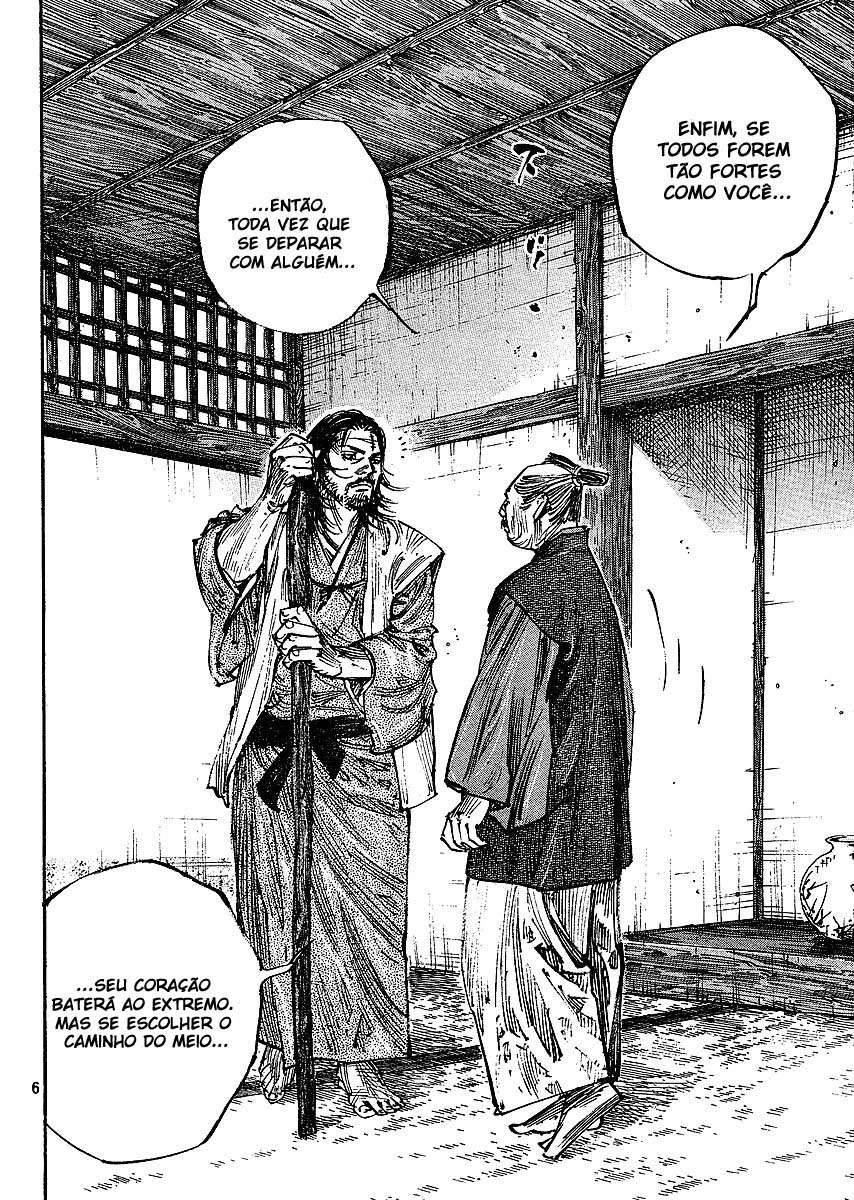 ENFIM, SE
TODOS FOREM
TÃO FORTES
COMO VOCÊ...
...ENTÃO,
TODA VEZ QUE
SE DEPARAR
COM ALGUÉM...
...SEU CORAÇÃO
BATERÁ AO EXTREMO.
MAS SE ESCOLHER O
CAMINHO DO MEIO...
6